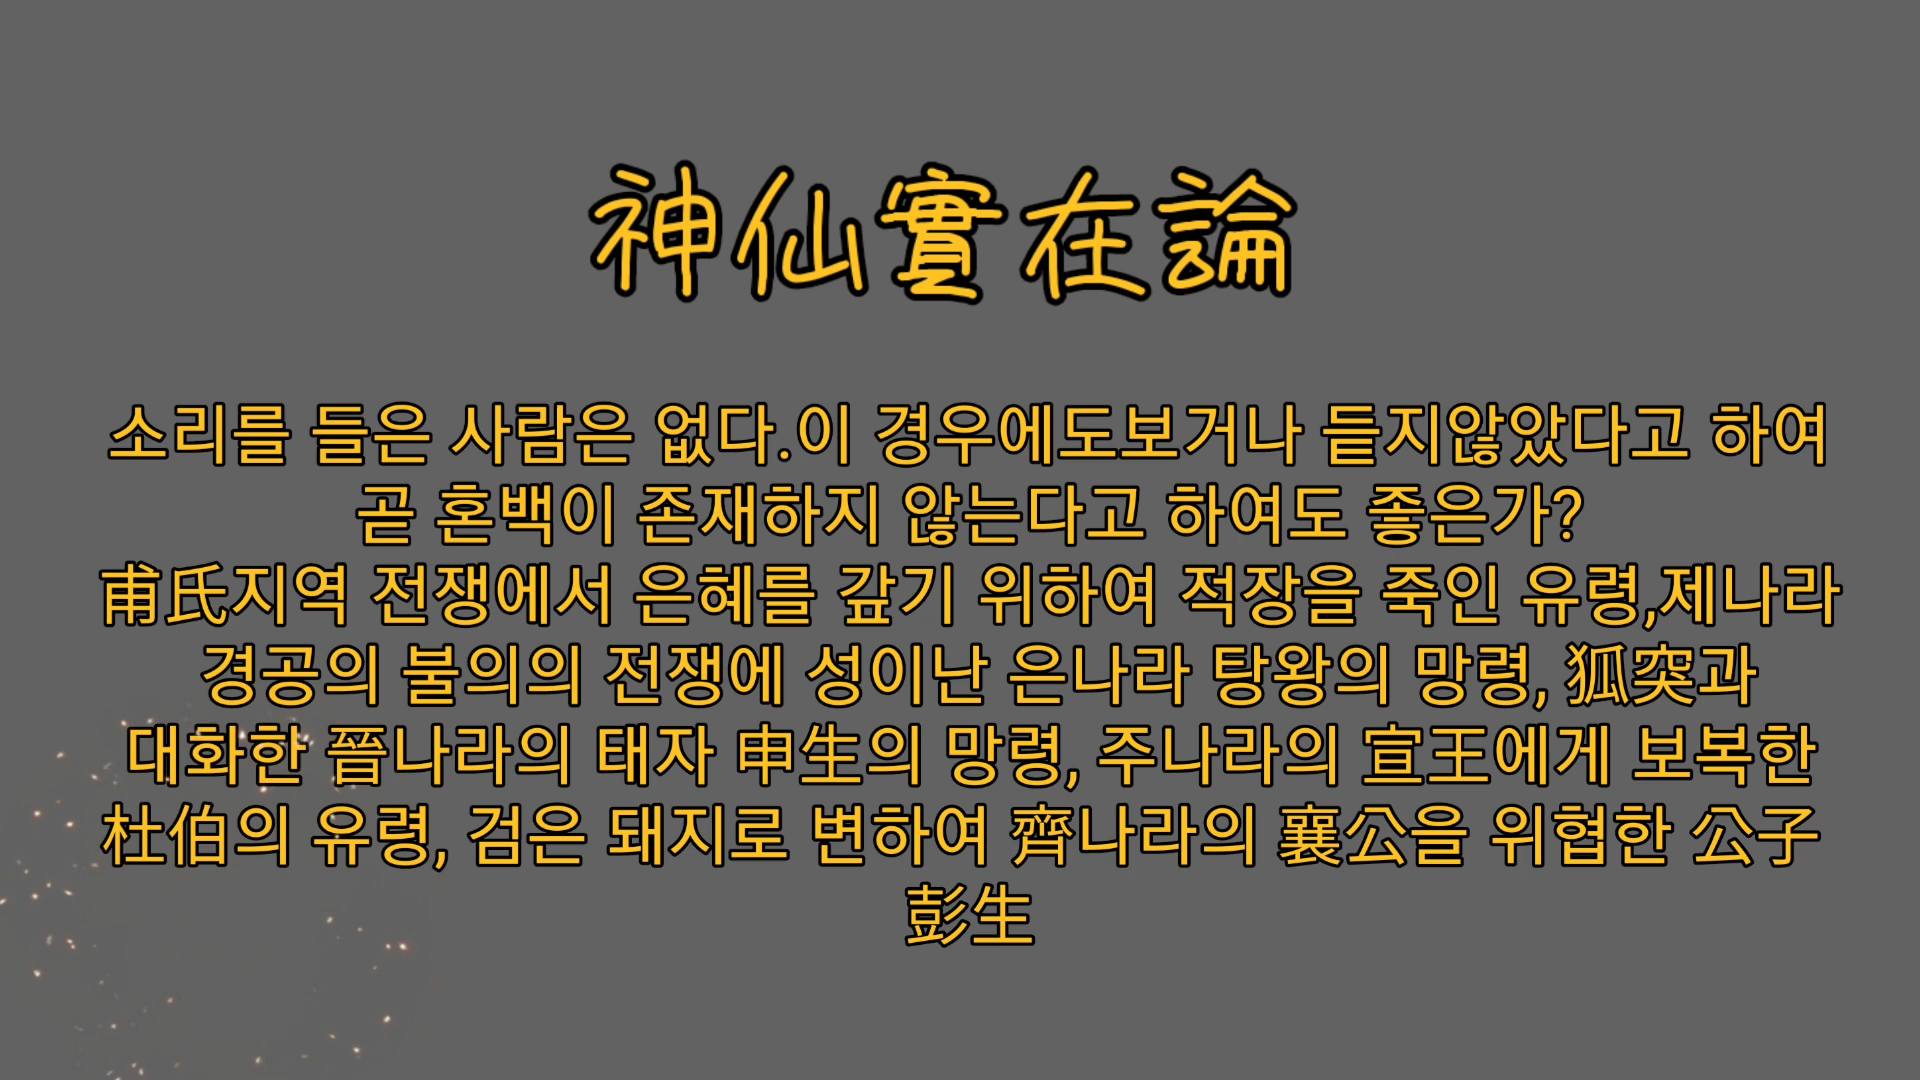 神仙實在論
소리를 들은 사람은 없다.이 경우에도보거나 듣지않았다고 하여
곧 혼백이 존재하지 않는다고 하여도 좋은가?
甫氏지역 전쟁에서 은혜를 갚기 위하여 적장을 죽인 유령,제나라
경공의 불의의 전쟁에 성이난 은나라 탕왕의 망령, 狐突과
대화한 晉나라의 태자 申生의 망령, 주나라의 宣王에게 보복한
杜伯의 유령, 검은 돼지로 변하여 齊나라의 襄公을 위협한 公子
彭生